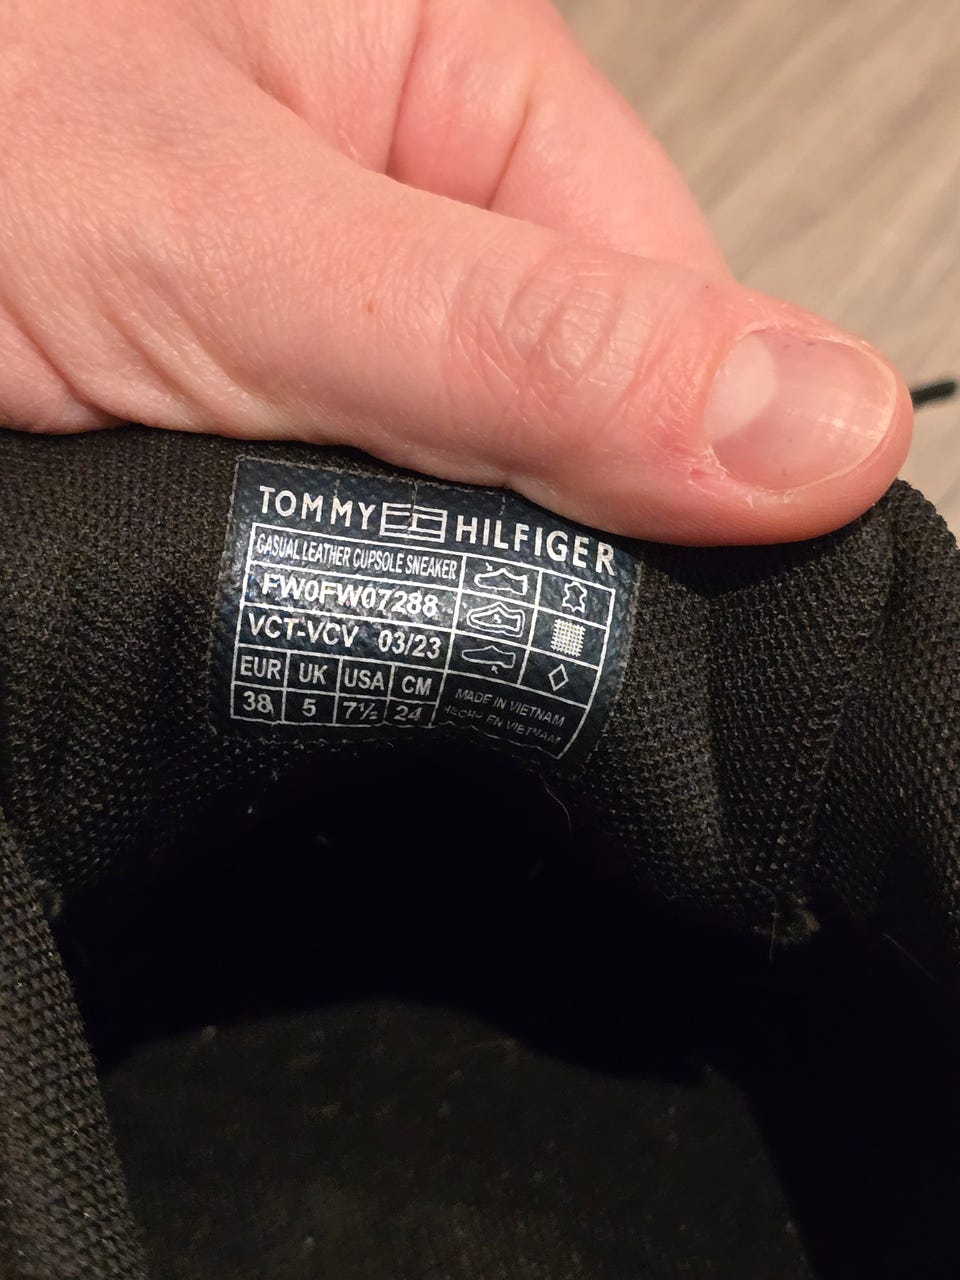 TOMMY HILFIGER
CASUAL LEATHER CUPSOLE SNEAKER
FW0FW07288
VCT-VCV 03/23
EUR UK USA CM
38 5 7½ 24
MADE IN VIETNAM
HECHO EN VIETNAM